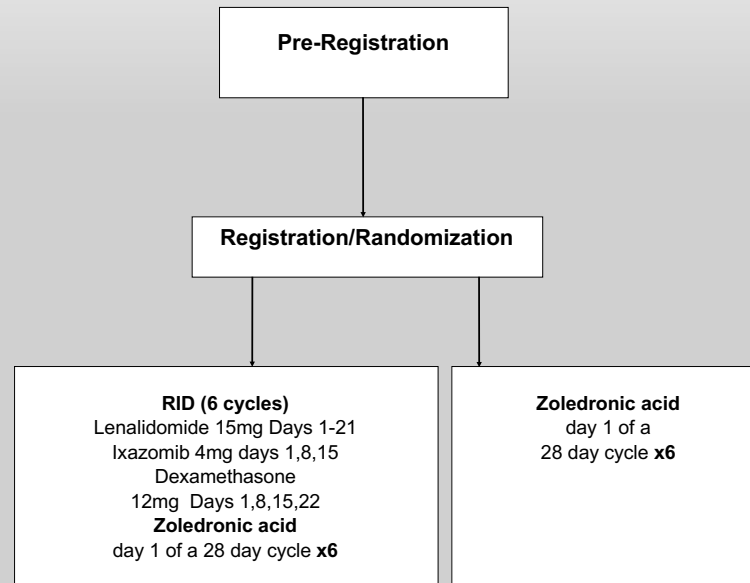 Pre-Registration
Registration/Randomization
RID (6 cycles)
Lenalidomide 15mg Days 1-21
Ixazomib 4mg days 1,8,15
Dexamethasone
12mg  Days 1,8,15,22
Zoledronic acid
day 1 of a 28 day cycle x6
Zoledronic acid
day 1 of a
28 day cycle x6